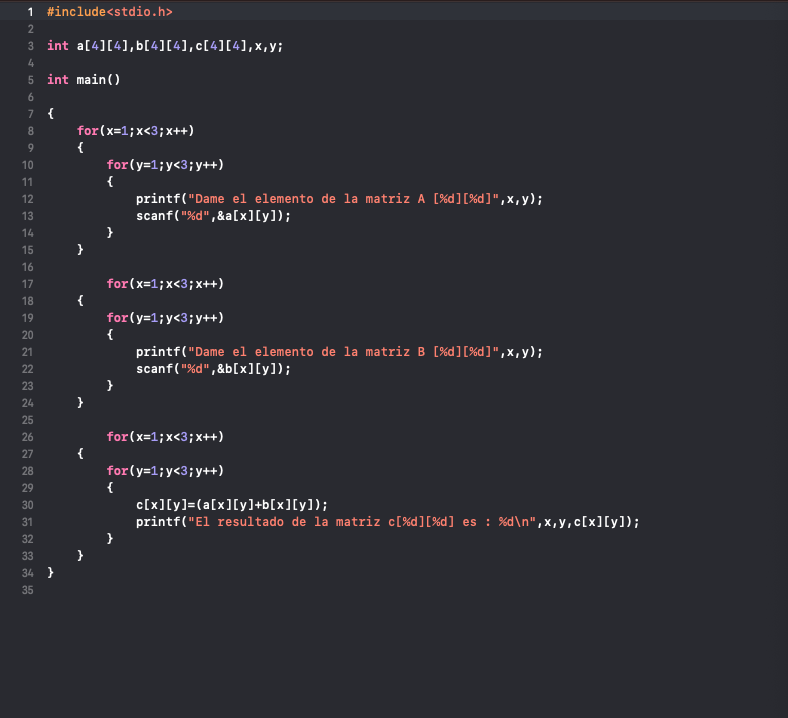 1 #include<stdio.h>
2
3 int a[4][4],b[4][4],c[4][4],x,y;
4
5 int main()
6
7 {
8     for(x=1;x<3;x++)
9     {
10         for(y=1;y<3;y++)
11         {
12             printf("Dame el elemento de la matriz A [%d][%d]",x,y);
13             scanf("%d",&a[x][y]);
14         }
15     }
16
17         for(x=1;x<3;x++)
18     {
19         for(y=1;y<3;y++)
20         {
21             printf("Dame el elemento de la matriz B [%d][%d]",x,y);
22             scanf("%d",&b[x][y]);
23         }
24     }
25
26         for(x=1;x<3;x++)
27     {
28         for(y=1;y<3;y++)
29         {
30             c[x][y]=(a[x][y]+b[x][y]);
31             printf("El resultado de la matriz c[%d][%d] es : %d\n",x,y,c[x][y]);
32         }
33     }
34 }
35